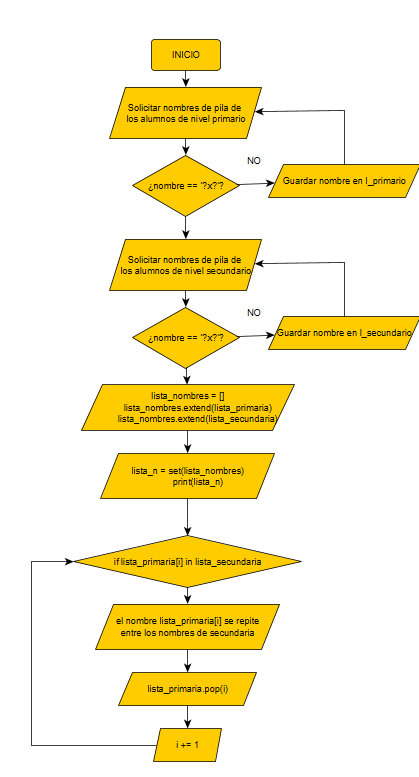 INICIO
Solicitar nombres de pila de
los alumnos de nivel primario
NO
¿nombre == '?x?'?
Guardar nombre en l_primario
Solicitar nombres de pila de
los alumnos de nivel secundario
NO
¿nombre == '?x?'?
Guardar nombre en l_secundario
lista_nombres = []
lista_nombres.extend(lista_primaria)
lista_nombres.extend(lista_secundaria)
lista_n = set(lista_nombres)
print(lista_n)
if lista_primaria[i] in lista_secundaria
el nombre lista_primaria[i] se repite
entre los nombres de secundaria
lista_primaria.pop(i)
i += 1